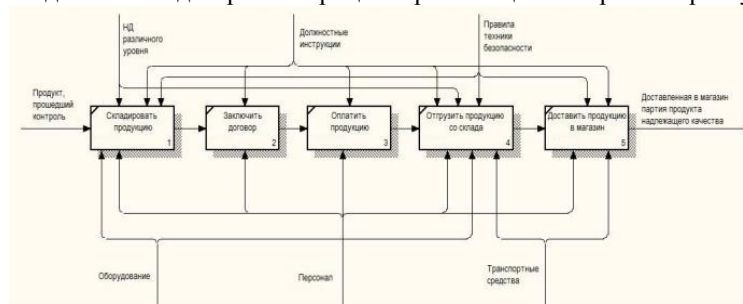 НД
различного
уровня
Должностные
инструкции
Правила
техники
безопасности
Продукт,
прошедший
контроль
Складировать
продукцию
1
Заключить
договор
2
Оплатить
продукцию
3
Отгрузить продукцию
со склада
4
Доставить продукцию
в магазин
5
Доставленная в магазин
партия продукта
надлежащего качества
Оборудование
Персонал
Транспортные
средства